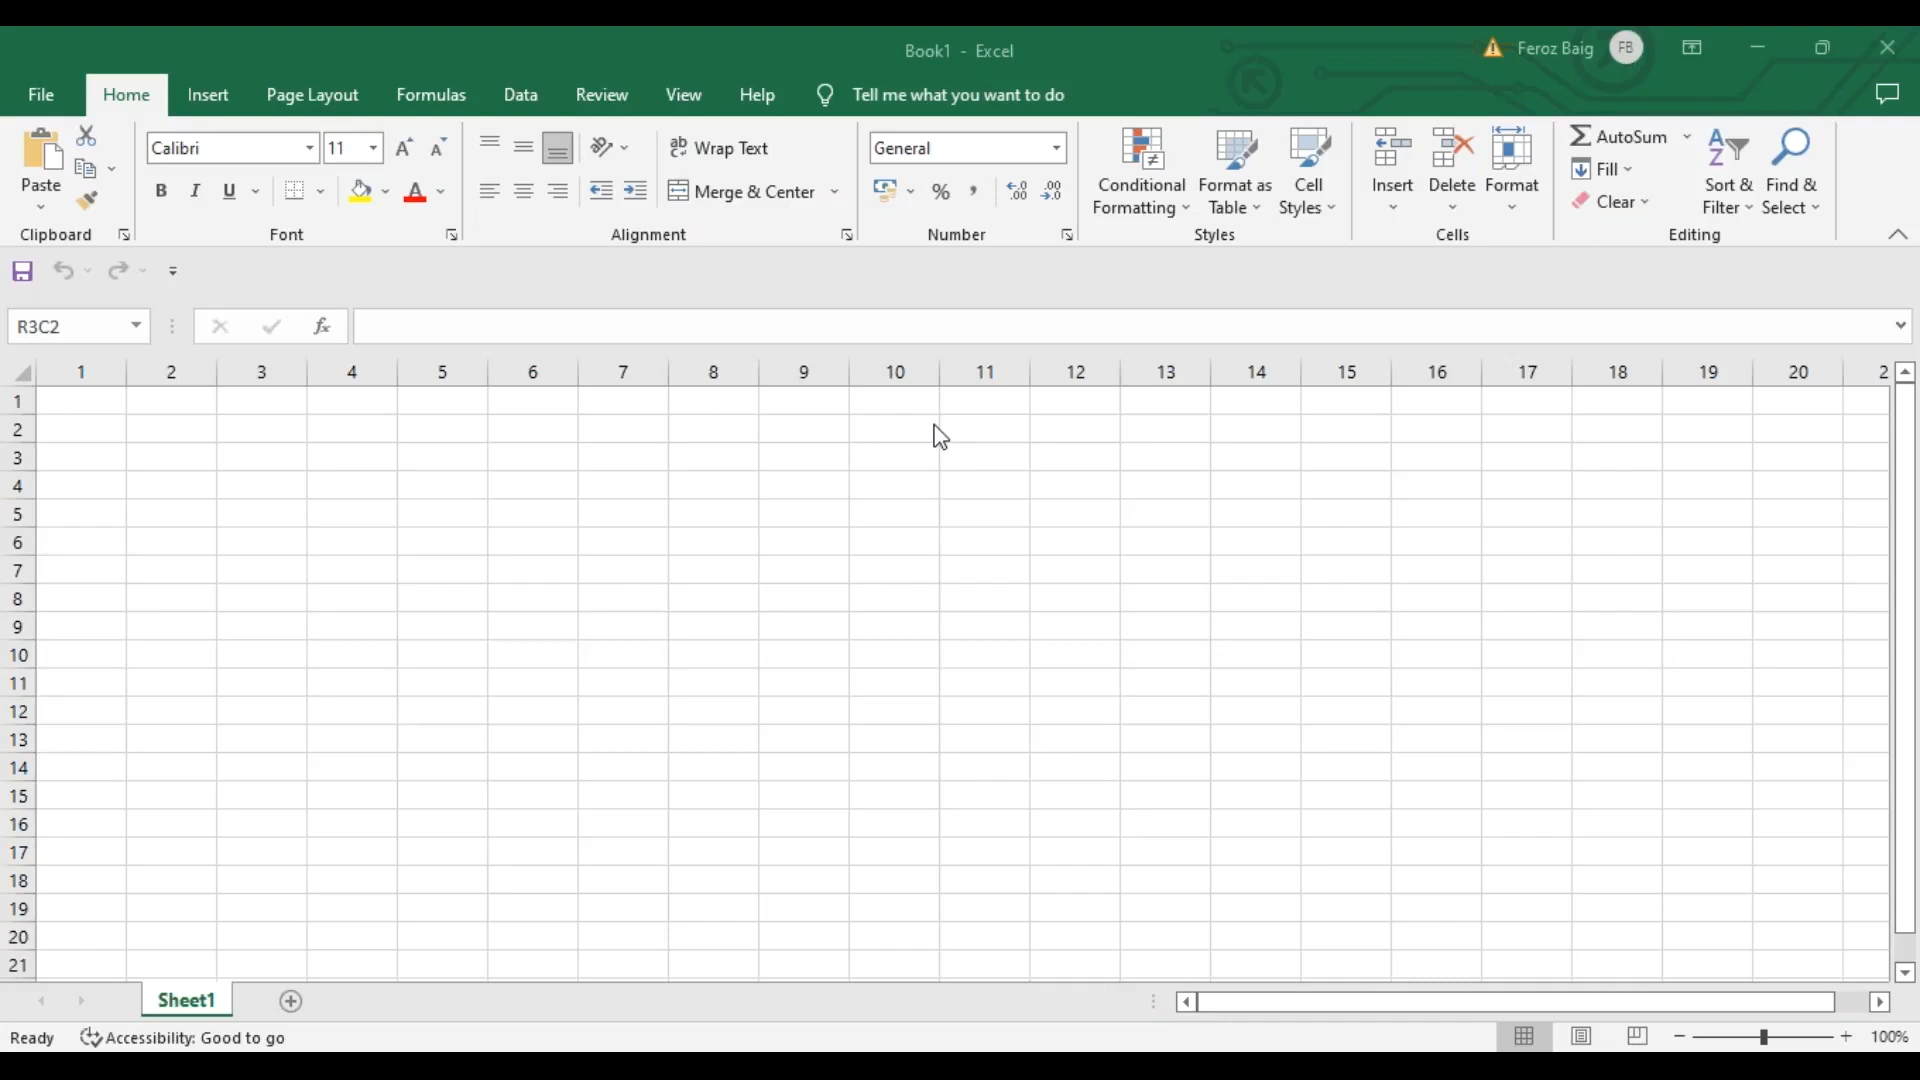 Book1 - Excel
Feroz Baig FB
File Home Insert Page Layout Formulas Data Review View Help Tell me what you want to do
Paste
Clipboard
Calibri 11
B I U A
Font
ab Wrap Text
Merge & Center
Alignment
General
% , .00
Number
Conditional Formatting
Format as Table
Cell Styles
Styles
Insert Delete Format
Cells
AutoSum
Fill
Clear
Sort & Filter
Find & Select
Editing
R3C2 fx
1 2 3 4 5 6 7 8 9 10 11 12 13 14 15 16 17 18 19 20 2
1
2
3
4
5
6
7
8
9
10
11
12
13
14
15
16
17
18
19
20
21
Sheet1
Ready Accessibility: Good to go 100%